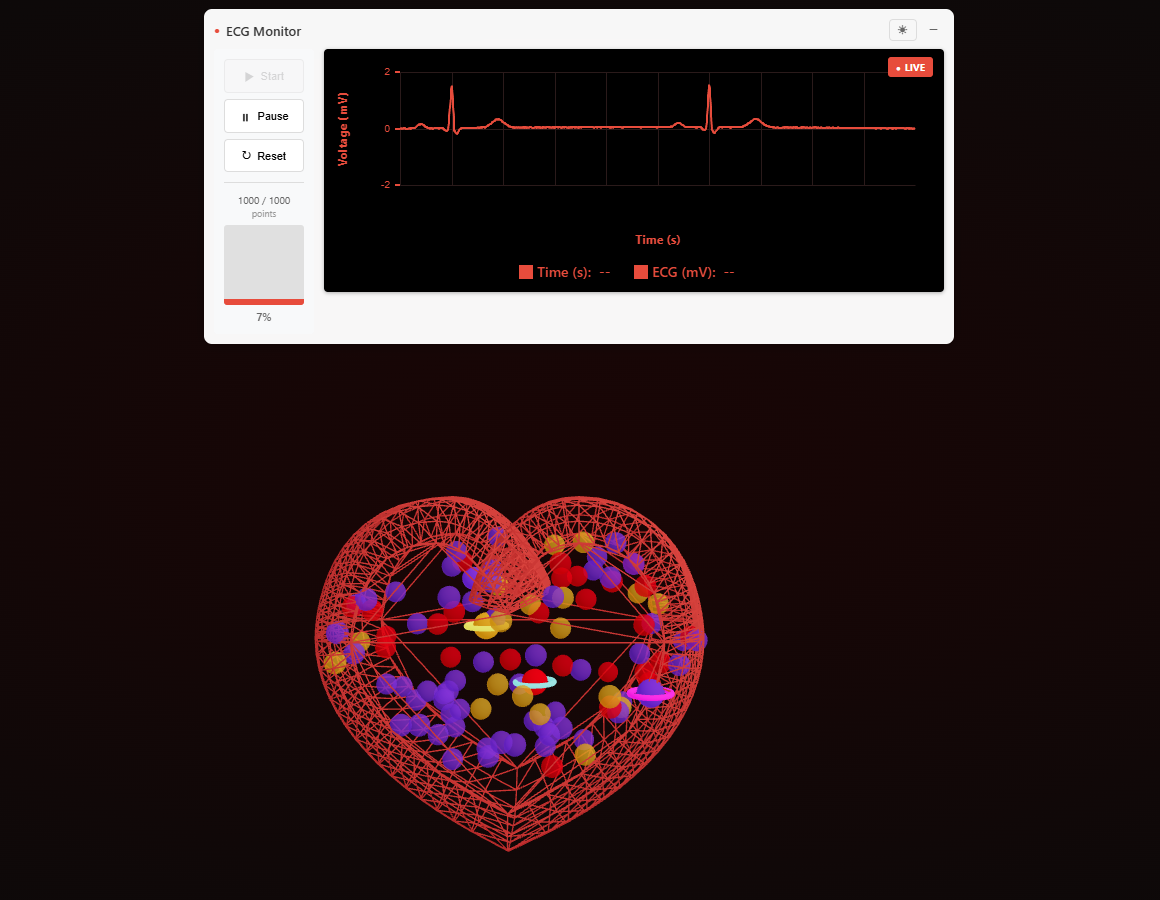 ECG Monitor
Start
Pause
Reset
1000 / 1000
points
7%
LIVE
2
0
-2
Voltage (mV)
Time (s)
Time (s): -- ECG (mV): --